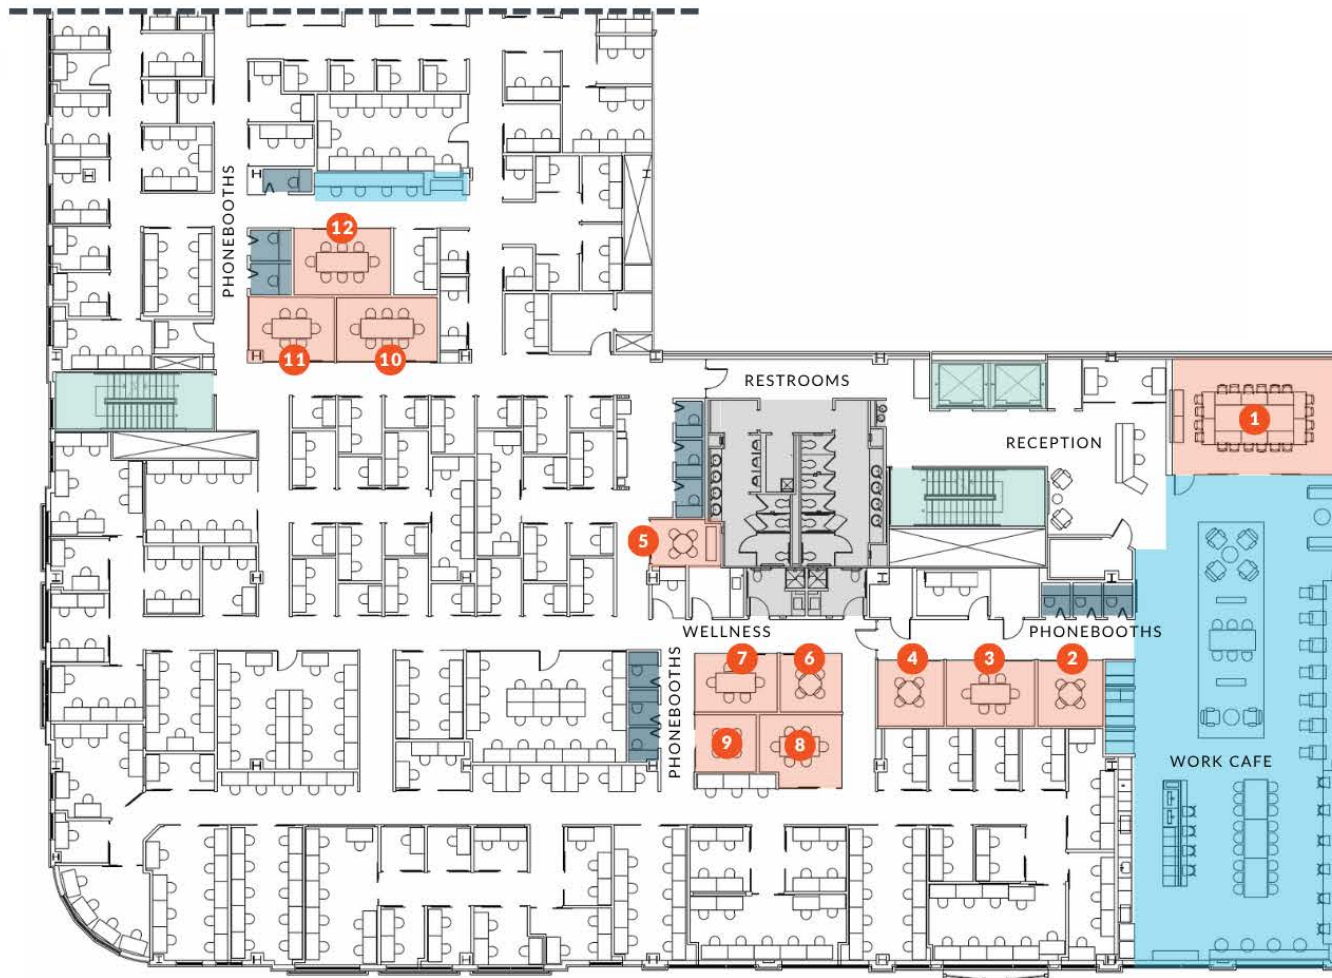 PHONEBOOTHS
12
11
10
RESTROOMS
1
RECEPTION
5
WELLNESS
PHONEBOOTHS
PHONEBOOTHS
7
6
4
3
2
9
8
WORK CAFE